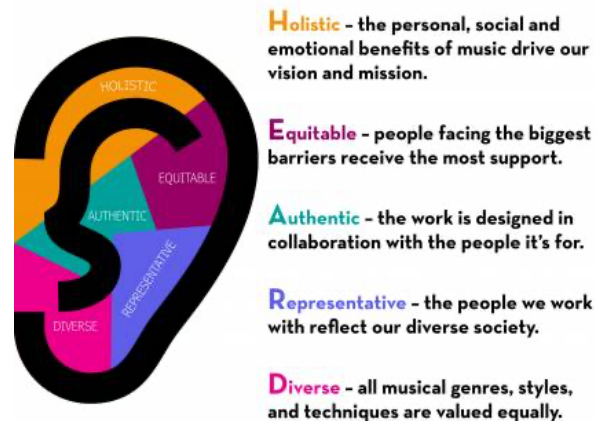 HOLISTIC
EQUITABLE
AUTHENTIC
REPRESENTATIVE
DIVERSE
Holistic – the personal, social and
emotional benefits of music drive our
vision and mission.
Equitable – people facing the biggest
barriers receive the most support.
Authentic – the work is designed in
collaboration with the people it's for.
Representative – the people we work
with reflect our diverse society.
Diverse – all musical genres, styles,
and techniques are valued equally.